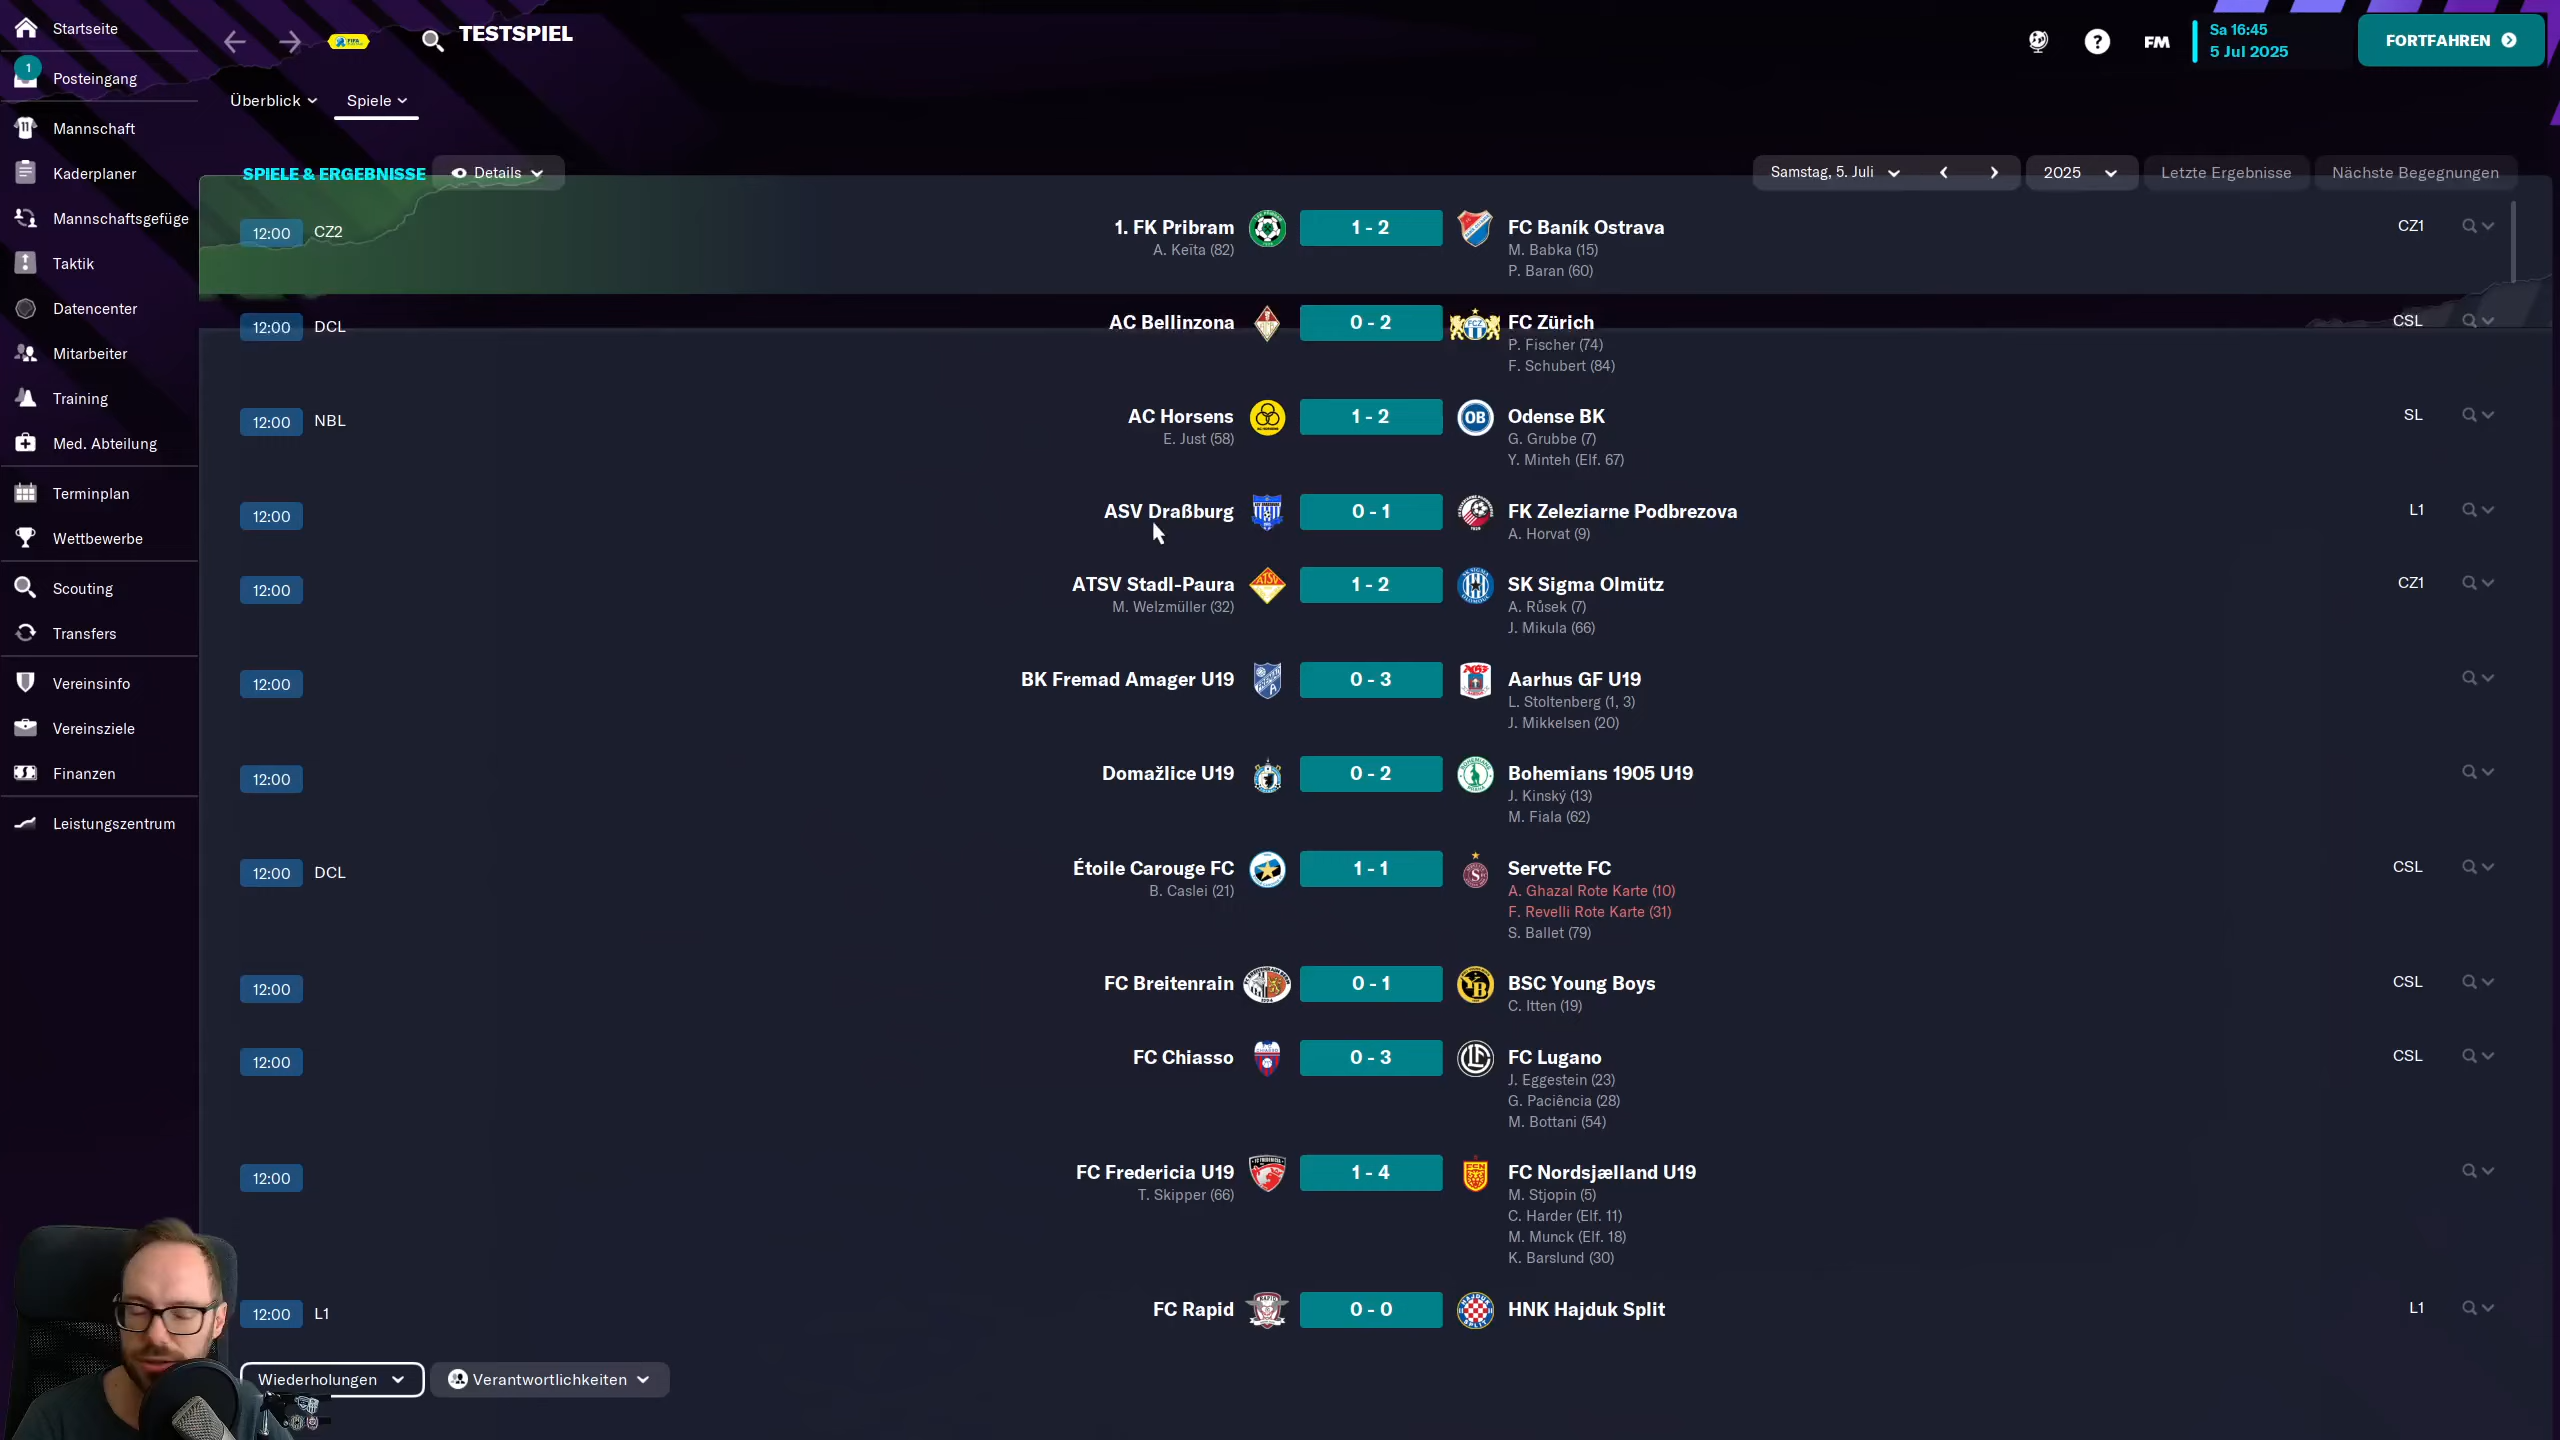 Startseite
TESTSPIEL
FM
Sa 16:45
5 Jul 2025
FORTFAHREN
1
Posteingang
Überblick
Spiele
Mannschaft
Kaderplaner
Mannschaftsgefüge
Taktik
Datencenter
Mitarbeiter
Training
Med. Abteilung
Terminplan
Wettbewerbe
Scouting
Transfers
Vereinsinfo
Vereinsziele
Finanzen
Leistungszentrum
SPIELE & ERGEBNISSE
Details
Samstag, 5. Juli
2025
Letzte Ergebnisse
Nächste Begegnungen
12:00 CZ2 1. FK Pribram 1 - 2 FC Baník Ostrava CZ1
A. Keïta (82) M. Babka (15)
P. Baran (60)
12:00 DCL AC Bellinzona 0 - 2 FC Zürich CSL
P. Fischer (74)
F. Schubert (84)
12:00 NBL AC Horsens 1 - 2 Odense BK SL
E. Just (58) G. Grubbe (7)
Y. Minteh (Elf. 67)
12:00 ASV Draßburg 0 - 1 FK Zeleziarne Podbrezova L1
A. Horvat (9)
12:00 ATSV Stadl-Paura 1 - 2 SK Sigma Olmütz CZ1
M. Welzmüller (32) A. Růsek (7)
J. Mikula (66)
12:00 BK Fremad Amager U19 0 - 3 Aarhus GF U19
L. Stoltenberg (1, 3)
J. Mikkelsen (20)
12:00 Domažlice U19 0 - 2 Bohemians 1905 U19
J. Kinský (13)
M. Fiala (62)
12:00 DCL Étoile Carouge FC 1 - 1 Servette FC CSL
B. Caslei (21) A. Ghazal Rote Karte (10)
F. Revelli Rote Karte (31)
S. Ballet (79)
12:00 FC Breitenrain 0 - 1 BSC Young Boys CSL
C. Itten (19)
12:00 FC Chiasso 0 - 3 FC Lugano CSL
J. Eggestein (23)
G. Paciência (28)
M. Bottani (54)
12:00 FC Fredericia U19 1 - 4 FC Nordsjælland U19
T. Skipper (66) M. Stjopin (5)
C. Harder (Elf. 11)
M. Munck (Elf. 18)
K. Barslund (30)
12:00 L1 FC Rapid 0 - 0 HNK Hajduk Split L1
Wiederholungen
Verantwortlichkeiten